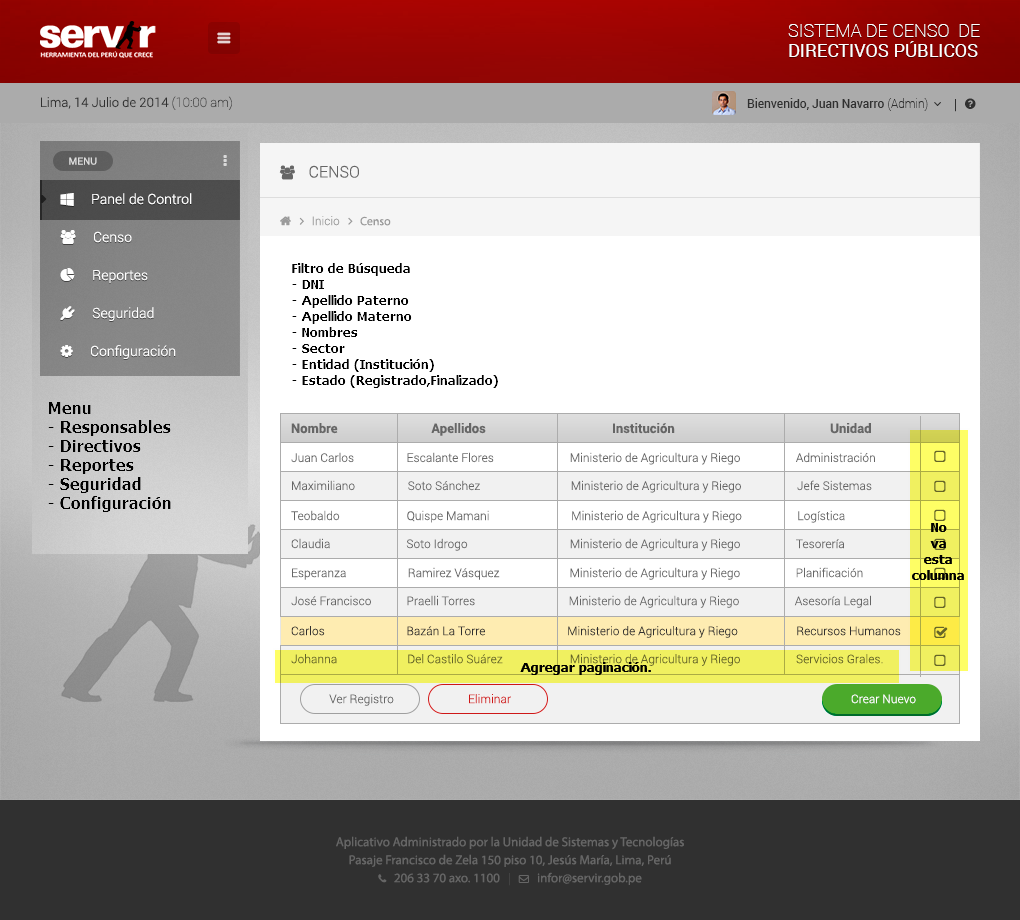 servir
HERRAMIENTA DEL PERÚ QUE CRECE
SISTEMA DE CENSO DE
DIRECTIVOS PÚBLICOS
Lima, 14 Julio de 2014 (10:00 am)
Bienvenido, Juan Navarro (Admin) |
MENU
Panel de Control
Censo
Reportes
Seguridad
Configuración
Menu
- Responsables
- Directivos
- Reportes
- Seguridad
- Configuración
CENSO
> Inicio > Censo
Filtro de Búsqueda
- DNI
- Apellido Paterno
- Apellido Materno
- Nombres
- Sector
- Entidad (Institución)
- Estado (Registrado,Finalizado)
Nombre Apellidos Institución Unidad
Juan Carlos Escalante Flores Ministerio de Agricultura y Riego Administración
Maximiliano Soto Sánchez Ministerio de Agricultura y Riego Jefe Sistemas
Teobaldo Quispe Mamani Ministerio de Agricultura y Riego Logística
Claudia Soto Idrogo Ministerio de Agricultura y Riego Tesorería
Esperanza Ramirez Vásquez Ministerio de Agricultura y Riego Planificación
José Francisco Praelli Torres Ministerio de Agricultura y Riego Asesoría Legal
Carlos Bazán La Torre Ministerio de Agricultura y Riego Recursos Humanos
Johanna Del Castilo Suárez Ministerio de Agricultura y Riego Servicios Grales.
No
va
esta
columna
Agregar paginación.
Ver Registro Eliminar Crear Nuevo
Aplicativo Administrado por la Unidad de Sistemas y Tecnologías
Pasaje Francisco de Zela 150 piso 10, Jesús María, Lima, Perú
206 33 70 axo. 1100 | infor@servir.gob.pe